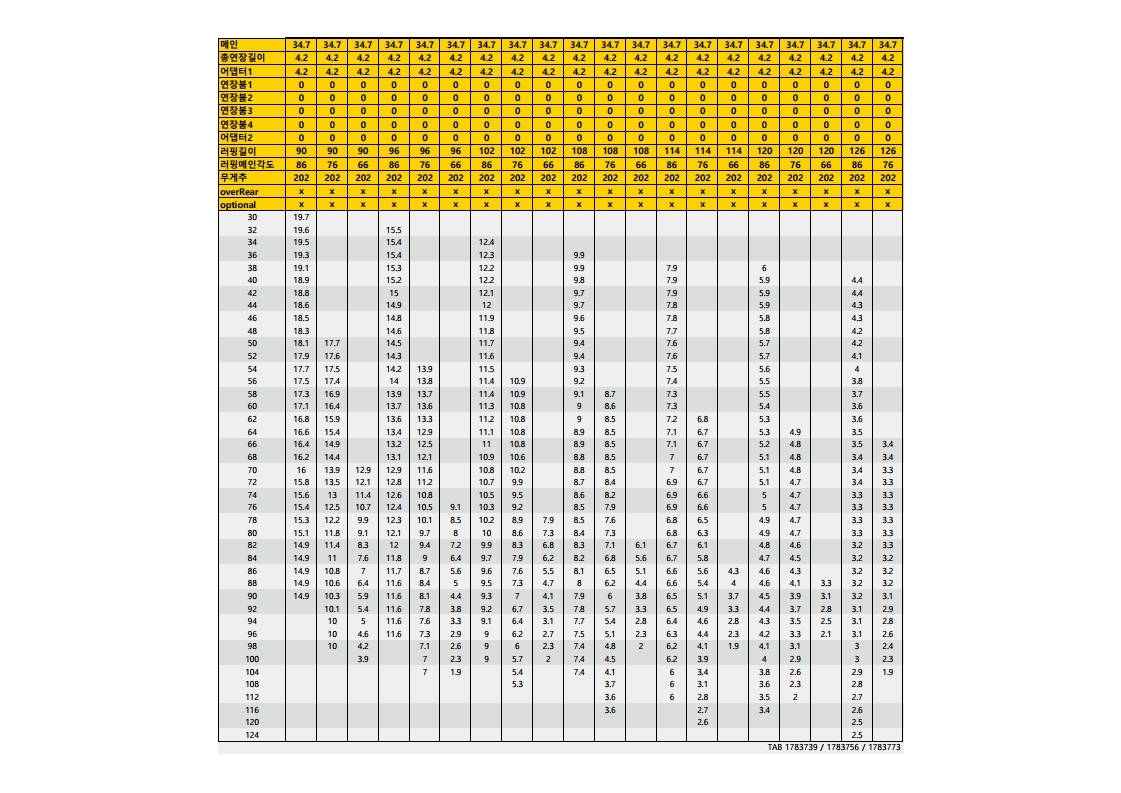 메인 34.7 34.7 34.7 34.7 34.7 34.7 34.7 34.7 34.7 34.7 34.7 34.7 34.7 34.7 34.7 34.7 34.7 34.7 34.7 34.7
총연장길이 4.2 4.2 4.2 4.2 4.2 4.2 4.2 4.2 4.2 4.2 4.2 4.2 4.2 4.2 4.2 4.2 4.2 4.2 4.2 4.2
어댑터1 4.2 4.2 4.2 4.2 4.2 4.2 4.2 4.2 4.2 4.2 4.2 4.2 4.2 4.2 4.2 4.2 4.2 4.2 4.2 4.2
연장붐1 0 0 0 0 0 0 0 0 0 0 0 0 0 0 0 0 0 0 0 0
연장붐2 0 0 0 0 0 0 0 0 0 0 0 0 0 0 0 0 0 0 0 0
연장붐3 0 0 0 0 0 0 0 0 0 0 0 0 0 0 0 0 0 0 0 0
연장붐4 0 0 0 0 0 0 0 0 0 0 0 0 0 0 0 0 0 0 0 0
어댑터2 0 0 0 0 0 0 0 0 0 0 0 0 0 0 0 0 0 0 0 0
러핑길이 90 90 90 96 96 96 102 102 102 108 108 108 114 114 114 120 120 120 126 126
러핑메인각도 86 76 66 86 76 66 86 76 66 86 76 66 86 76 66 86 76 66 86 76
무게추 202 202 202 202 202 202 202 202 202 202 202 202 202 202 202 202 202 202 202 202
overRear x x x x x x x x x x x x x x x x x x x x
optional x x x x x x x x x x x x x x x x x x x x
30 19.7
32 19.6 15.5
34 19.5 15.4 12.4
36 19.3 15.4 12.3 9.9
38 19.1 15.3 12.2 9.9 7.9 6
40 18.9 15.2 12.2 9.8 7.9 5.9 4.4
42 18.8 15 12.1 9.7 7.9 5.9 4.4
44 18.6 14.9 12 9.7 7.8 5.9 4.3
46 18.5 14.8 11.9 9.6 7.8 5.8 4.3
48 18.3 14.6 11.8 9.5 7.7 5.8 4.2
50 18.1 17.7 14.5 11.7 9.4 7.6 5.7 4.2
52 17.9 17.6 14.3 11.6 9.4 7.6 5.7 4.1
54 17.7 17.5 14.2 13.9 11.5 9.3 7.5 5.6 4
56 17.5 17.4 14 13.8 11.4 10.9 9.2 7.4 5.5 3.8
58 17.3 16.9 13.9 13.7 11.4 10.9 9.1 8.7 7.3 5.5 3.7
60 17.1 16.4 13.7 13.6 11.3 10.8 9 8.6 7.3 5.4 3.6
62 16.8 15.9 13.6 13.3 11.2 10.8 9 8.5 7.2 6.8 5.3 3.6
64 16.6 15.4 13.4 12.9 11.1 10.8 8.9 8.5 7.1 6.7 5.3 4.9 3.5
66 16.4 14.9 13.2 12.5 11 10.8 8.9 8.5 7.1 6.7 5.2 4.8 3.5 3.4
68 16.2 14.4 13.1 12.1 10.9 10.6 8.8 8.5 7 6.7 5.1 4.8 3.4 3.4
70 16 13.9 12.9 12.9 11.6 10.8 10.2 8.8 8.5 7 6.7 5.1 4.8 3.4 3.3
72 15.8 13.5 12.1 12.8 11.2 10.7 9.9 8.7 8.4 6.9 6.7 5.1 4.7 3.4 3.3
74 15.6 13 11.4 12.6 10.8 10.5 9.5 8.6 8.2 6.9 6.6 5 4.7 3.3 3.3
76 15.4 12.5 10.7 12.4 10.5 9.1 10.3 9.2 8.5 7.9 6.9 6.6 5 4.7 3.3 3.3
78 15.3 12.2 9.9 12.3 10.1 8.5 10.2 8.9 7.9 8.5 7.6 6.8 6.5 4.9 4.7 3.3 3.3
80 15.1 11.8 9.1 12.1 9.7 8 10 8.6 7.3 8.4 7.3 6.8 6.3 4.9 4.7 3.3 3.3
82 14.9 11.4 8.3 12 9.4 7.2 9.9 8.3 6.8 8.3 7.1 6.1 6.7 6.1 4.8 4.6 3.2 3.3
84 14.9 11 7.6 11.8 9 6.4 9.7 7.9 6.2 8.2 6.8 5.6 6.7 5.8 4.7 4.5 3.2 3.2
86 14.9 10.8 7 11.7 8.7 5.6 9.6 7.6 5.5 8.1 6.5 5.1 6.6 5.6 4.3 4.6 4.3 3.2 3.2
88 14.9 10.6 6.4 11.6 8.4 5 9.5 7.3 4.7 8 6.2 4.4 6.6 5.4 4 4.6 4.1 3.3 3.2 3.2
90 14.9 10.3 5.9 11.6 8.1 4.4 9.3 7 4.1 7.9 6 3.8 6.5 5.1 3.7 4.5 3.9 3.1 3.2 3.1
92 10.1 5.4 11.6 7.8 3.8 9.2 6.7 3.5 7.8 5.7 3.3 6.5 4.9 3.3 4.4 3.7 2.8 3.1 2.9
94 10 5 11.6 7.6 3.3 9.1 6.4 3.1 7.7 5.4 2.8 6.4 4.6 2.8 4.3 3.5 2.5 3.1 2.8
96 10 4.6 11.6 7.3 2.9 9 6.2 2.7 7.5 5.1 2.3 6.3 4.4 2.3 4.2 3.3 2.1 3.1 2.6
98 10 4.2 7.1 2.6 9 6 2.3 7.4 4.8 2 6.2 4.1 1.9 4.1 3.1 3 2.4
100 3.9 7 2.3 9 5.7 2 7.4 4.5 6.2 3.9 4 2.9 3 2.3
104 7 1.9 5.4 7.4 4.1 6 3.4 3.8 2.6 2.9 1.9
108 5.3 3.7 6 3.1 3.6 2.3 2.8
112 3.6 6 2.8 3.5 2 2.7
116 3.6 2.7 3.4 2.6
120 2.6 2.5
124 2.5
TAB 1783739 / 1783756 / 1783773